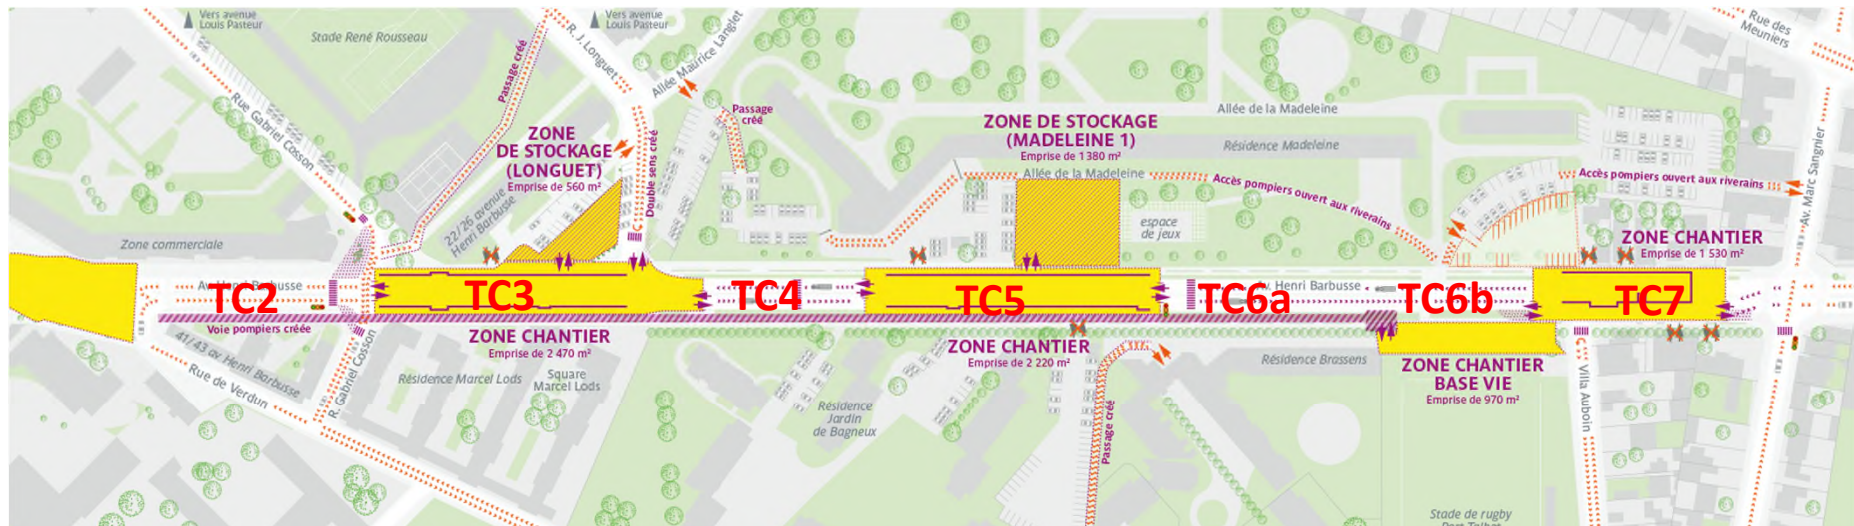 Vers avenue
Louis Pasteur
Vers avenue
Louis Pasteur
Stade René Rousseau
Passage créé
R. J. Longuet
Allée Maurice Langlet
Rue des
Meuniers
Rue Gabriel Cosson
Passage
créé
Allée de la Madeleine
ZONE
DE STOCKAGE
(LONGUET)
Emprise de 560 m²
ZONE DE STOCKAGE
(MADELEINE 1)
Emprise de 1 380 m²
Résidence Madeleine
Av. Marc Sangnier
Double sens créé
Allée de la Madeleine
Accès pompiers ouvert aux riverains
Accès pompiers ouvert aux riverains
22/26 avenue
Henri Barbusse
espace
de jeux
Zone commerciale
ZONE CHANTIER
Emprise de 1 530 m²
Av. Henri Barbusse
TC2
TC3
TC4
TC5
Av. Henri Barbusse
TC6a
TC6b
TC7
Voie pompiers créée
ZONE CHANTIER
Emprise de 2 470 m²
ZONE CHANTIER
Emprise de 2 220 m²
Résidence Brassens
ZONE CHANTIER
BASE VIE
Emprise de 970 m²
41/43 av. Henri Barbusse
Rue de Verdun
R. Gabriel Cosson
Résidence Marcel Lods
Square
Marcel Lods
Résidence
Jardin
de Bagneux
Passage créé
Villa Auboin
Stade de rugby
Port Talbot